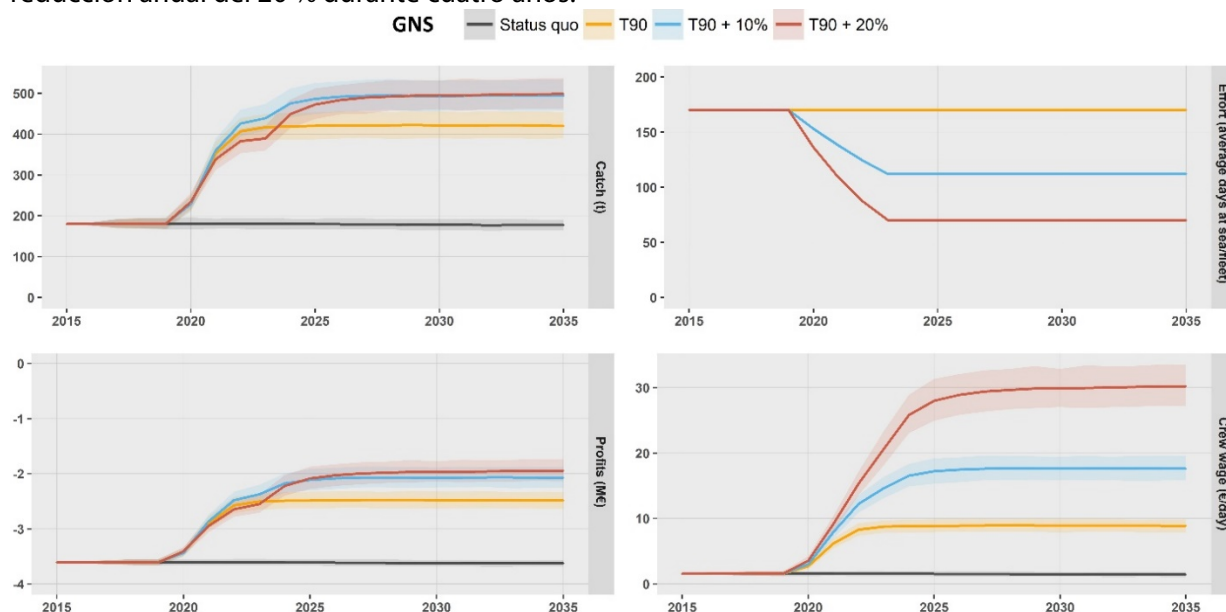 reducción anual del 20 % durante cuatro años.
GNS Status quo T90 T90 + 10% T90 + 20%
500
400
300
200
100
0
2015 2020 2025 2030 2035
Catch (t)
200
150
100
50
0
2015 2020 2025 2030 2035
Effort (average days at sea/fleet)
0
-1
-2
-3
-4
2015 2020 2025 2030 2035
Profits (M€)
30
20
10
0
2015 2020 2025 2030 2035
Crew wage (€/day)